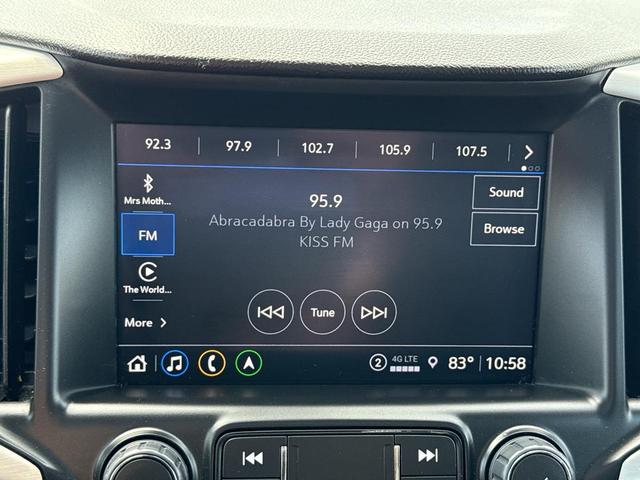 92.3 97.9 102.7 105.9 107.5
Mrs Moth...
95.9
Sound
Abracadabra By Lady Gaga on 95.9
KISS FM
FM
Browse
The World...
More
Tune
2 4G LTE 83° 10:58